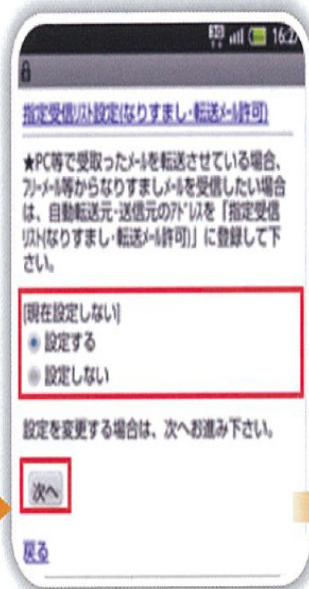 3G 16:27
指定受信ﾘｽﾄ設定(なりすまし･転送ﾒｰﾙ許可)
★PC等で受取ったﾒｰﾙを転送させている場合、
ﾌﾘｰﾒｰﾙ等からなりすましﾒｰﾙを受信したい場合
は、自動転送元･送信元のｱﾄﾞﾚｽを「指定受信
ﾘｽﾄ(なりすまし･転送ﾒｰﾙ許可)」に登録して下
さい。
[現在設定しない]
設定する
設定しない
設定を変更する場合は、次へお進み下さい。
次へ
戻る